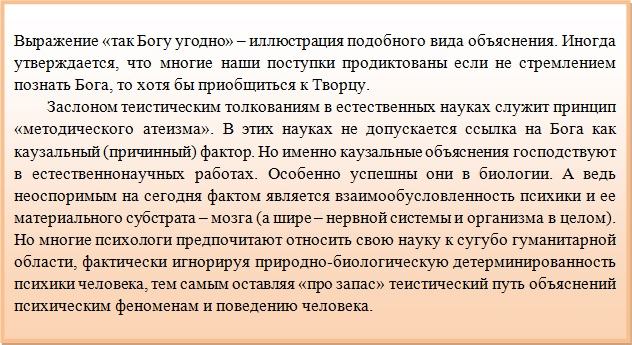 Выражение «так Богу угодно» – иллюстрация подобного вида объяснения. Иногда
утверждается, что многие наши поступки продиктованы если не стремлением
познать Бога, то хотя бы приобщиться к Творцу.
Заслоном теистическим толкованиям в естественных науках служит принцип
«методического атеизма». В этих науках не допускается ссылка на Бога как
каузальный (причинный) фактор. Но именно каузальные объяснения господствуют
в естественнонаучных работах. Особенно успешны они в биологии. А ведь
неоспоримым на сегодня фактом является взаимообусловленность психики и ее
материального субстрата – мозга (а шире – нервной системы и организма в целом).
Но многие психологи предпочитают относить свою науку к сугубо гуманитарной
области, фактически игнорируя природно-биологическую детерминированность
психики человека, тем самым оставляя «про запас» теистический путь объяснений
психическим феноменам и поведению человека.